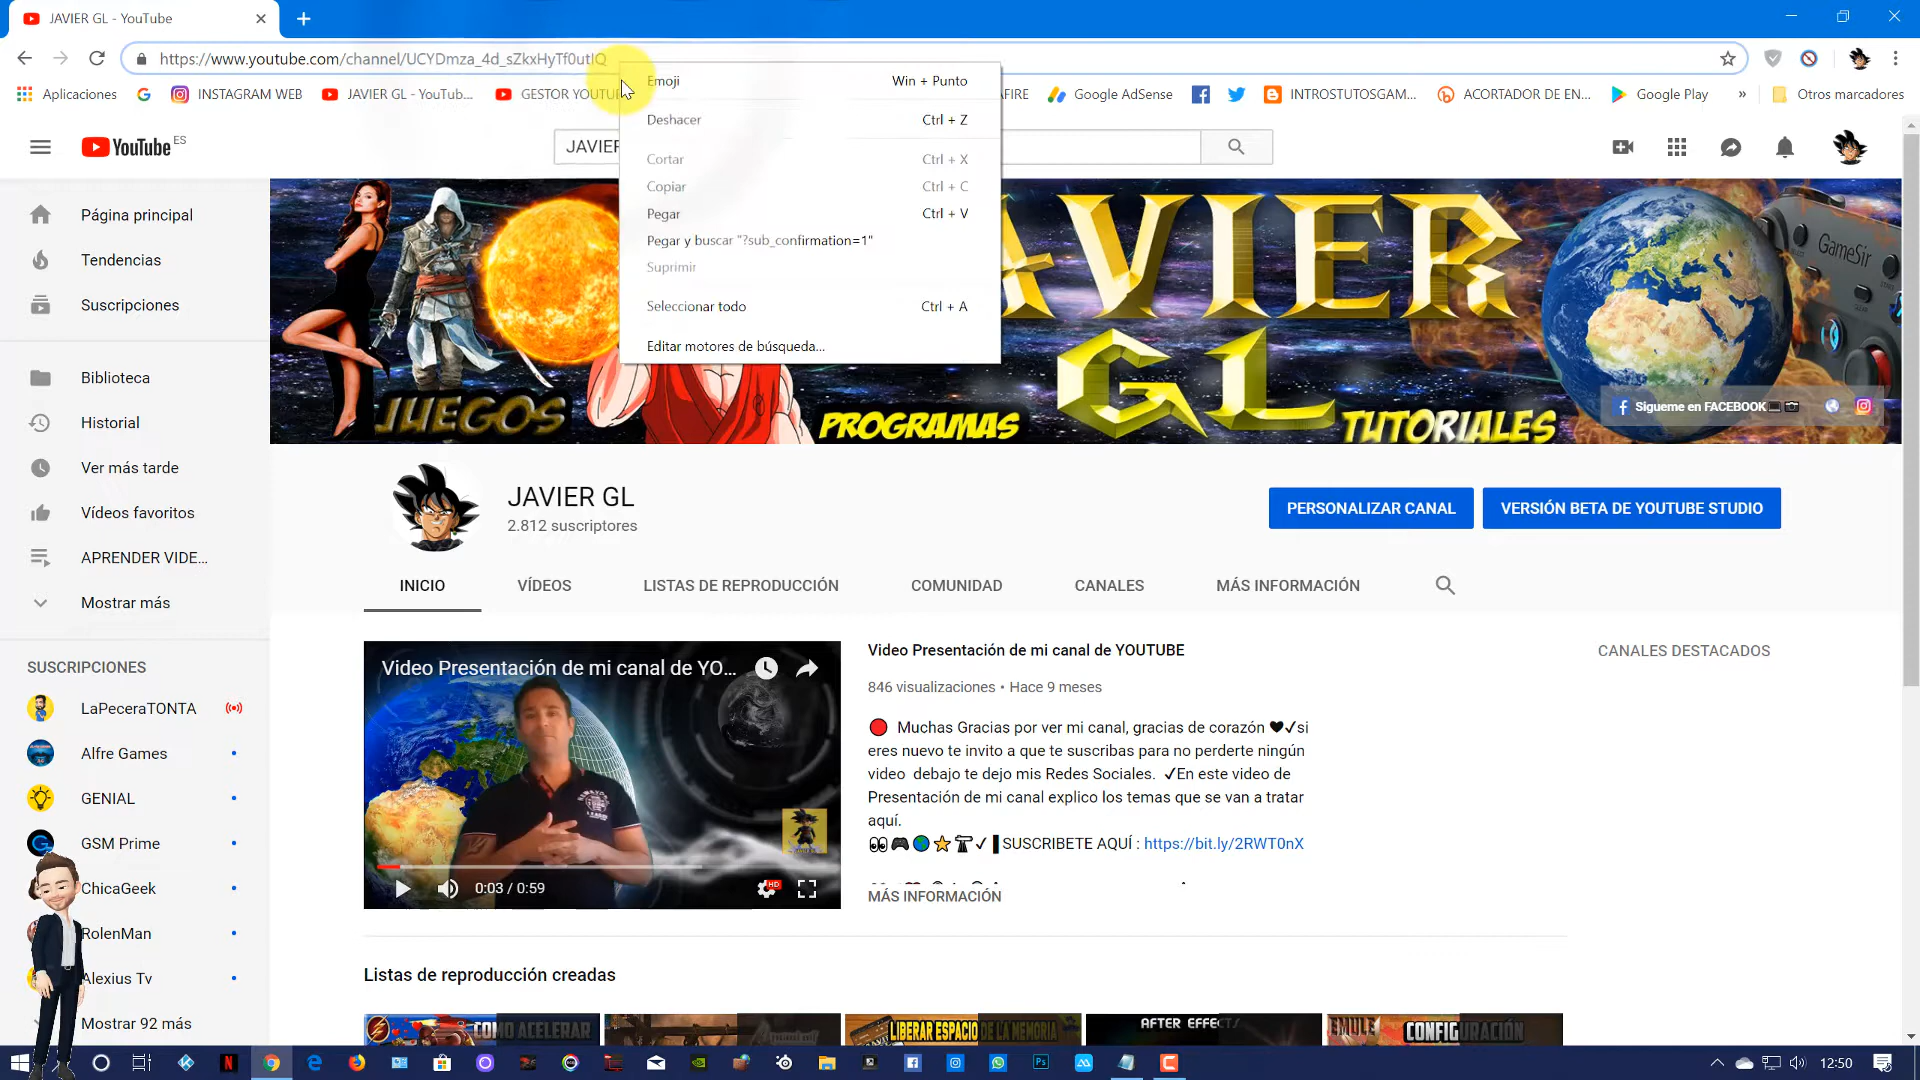 JAVIER GL - YouTube
https://www.youtube.com/channel/UCYDmza_4d_sZkxHyTf0utIQ
Aplicaciones
INSTAGRAM WEB
JAVIER GL - YouTub...
GESTOR YOUTU
AFIRE
Google AdSense
INTROSTUTOSGAM...
ACORTADOR DE EN...
Google Play
»
Otros marcadores
Emoji Win + Punto
Deshacer Ctrl + Z
Cortar Ctrl + X
Copiar Ctrl + C
Pegar Ctrl + V
Pegar y buscar "?sub_confirmation=1"
Suprimir
Seleccionar todo Ctrl + A
Editar motores de búsqueda...
YouTube ES
JAVIER
Página principal
Tendencias
Suscripciones
Biblioteca
Historial
Ver más tarde
Vídeos favoritos
APRENDER VIDE...
Mostrar más
SUSCRIPCIONES
LaPeceraTONTA
Alfre Games
GENIAL
GSM Prime
ChicaGeek
RolenMan
Alexius Tv
Mostrar 92 más
AVIER
GL
JUEGOS
PROGRAMAS
TUTORIALES
GameSir
Sigueme en FACEBOOK
JAVIER GL
2.812 suscriptores
PERSONALIZAR CANAL
VERSIÓN BETA DE YOUTUBE STUDIO
INICIO
VÍDEOS
LISTAS DE REPRODUCCIÓN
COMUNIDAD
CANALES
MÁS INFORMACIÓN
Video Presentación de mi canal de YO...
0:03 / 0:59
HD
Video Presentación de mi canal de YOUTUBE
846 visualizaciones • Hace 9 meses
🔴 Muchas Gracias por ver mi canal, gracias de corazón ♥✓si
eres nuevo te invito a que te suscribas para no perderte ningún
video debajo te dejo mis Redes Sociales. ✓En este video de
Presentación de mi canal explico los temas que se van a tratar
aquí.
👀🎮🌍⭐✓▐ SUSCRIBETE AQUÍ : https://bit.ly/2RWT0nX
MÁS INFORMACIÓN
CANALES DESTACADOS
Listas de reproducción creadas
COMO ACELERAR
LIBERAR ESPACIO DE LA MEMORIA
AFTER EFFECTS
EMULE CONFIGURACIÓN
12:50